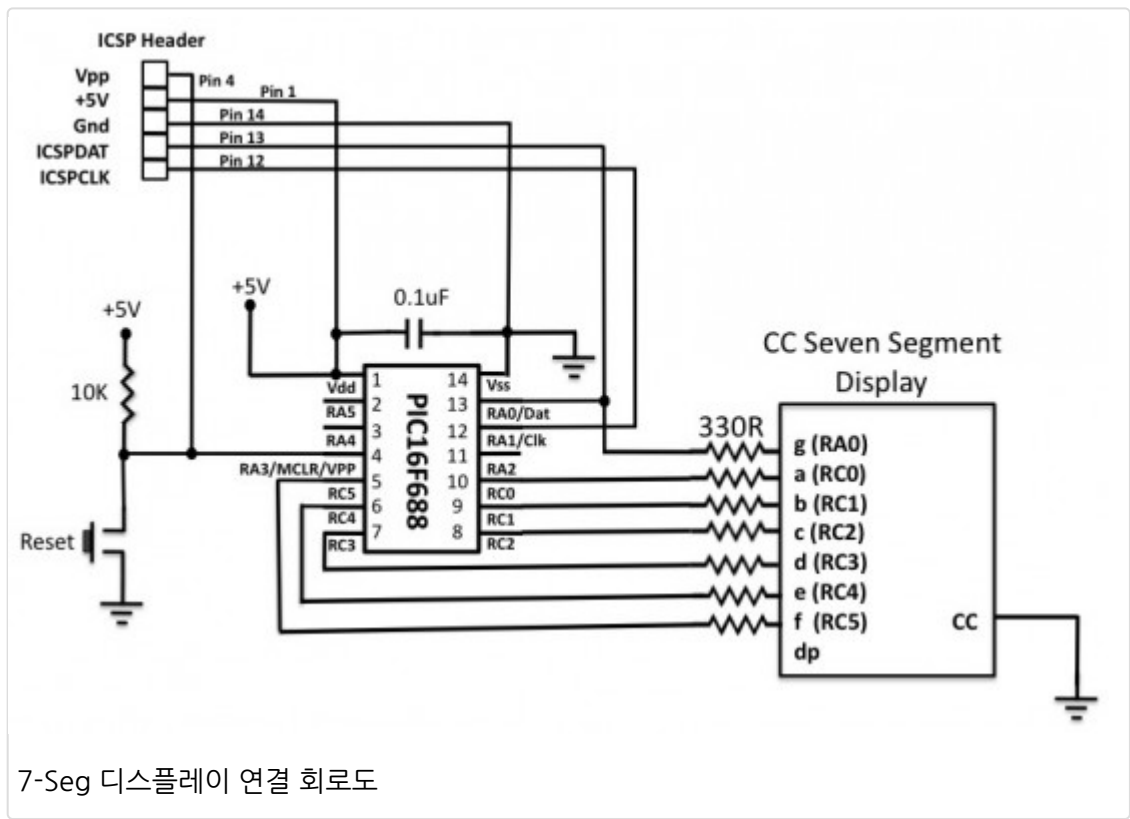 ICSP Header
Vpp
+5V
Gnd
ICSPDAT
ICSPCLK
Pin 4
Pin 1
Pin 14
Pin 13
Pin 12
+5V
10K
Reset
+5V
0.1uF
PIC16F688
1
2
3
4
5
6
7
14
13
12
11
10
9
8
Vdd
RA5
RA4
RA3/MCLR/VPP
RC5
RC4
RC3
Vss
RA0/Dat
RA1/Clk
RA2
RC0
RC1
RC2
330R
CC Seven Segment
Display
g (RA0)
a (RC0)
b (RC1)
c (RC2)
d (RC3)
e (RC4)
f (RC5)
dp
CC
7-Seg 디스플레이 연결 회로도